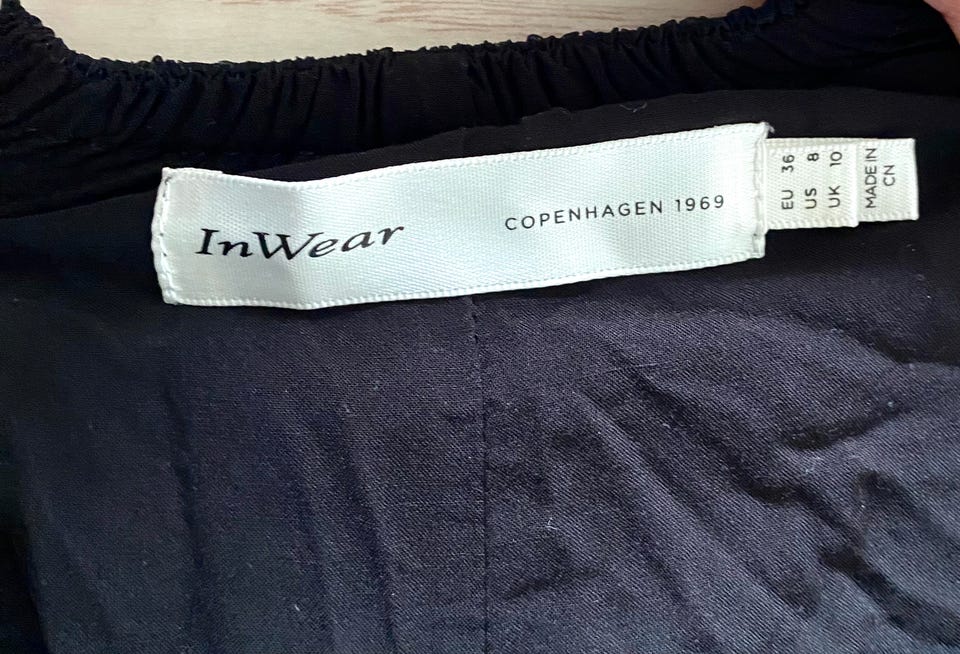 InWear
COPENHAGEN 1969
EU 36
US 8
UK 10
MADE IN
CN